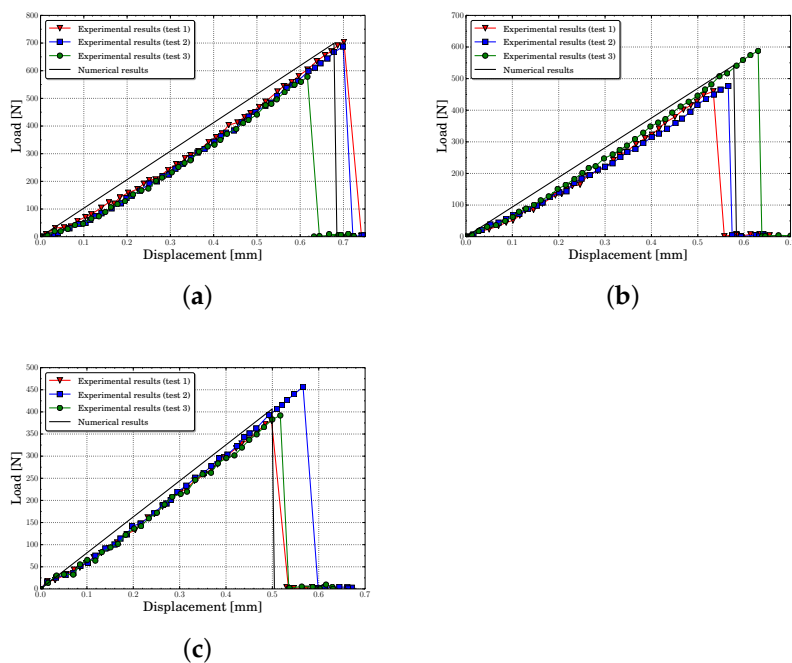 800
700
600
500
400
300
200
100
0
Load [N]
Experimental results (test 1)
Experimental results (test 2)
Experimental results (test 3)
Numerical results
0.0 0.1 0.2 0.3 0.4 0.5 0.6 0.7
Displacement [mm]
(a)
700
600
500
400
300
200
100
0
Load [N]
Experimental results (test 1)
Experimental results (test 2)
Experimental results (test 3)
Numerical results
0.0 0.1 0.2 0.3 0.4 0.5 0.6 0.7
Displacement [mm]
(b)
500
450
400
350
300
250
200
150
100
50
0
Load [N]
Experimental results (test 1)
Experimental results (test 2)
Experimental results (test 3)
Numerical results
0.0 0.1 0.2 0.3 0.4 0.5 0.6 0.7
Displacement [mm]
(c)